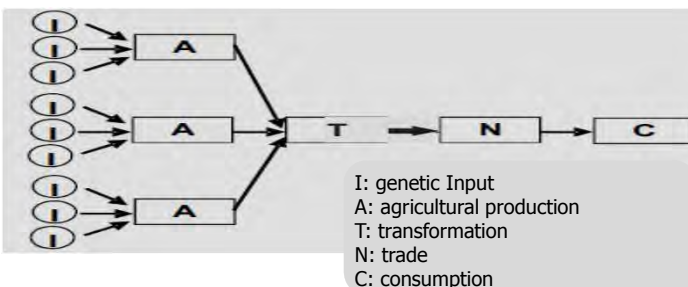 I
I
I
A
I
I
I
A
T
N
C
I
I
I
A
I: genetic Input
A: agricultural production
T: transformation
N: trade
C: consumption